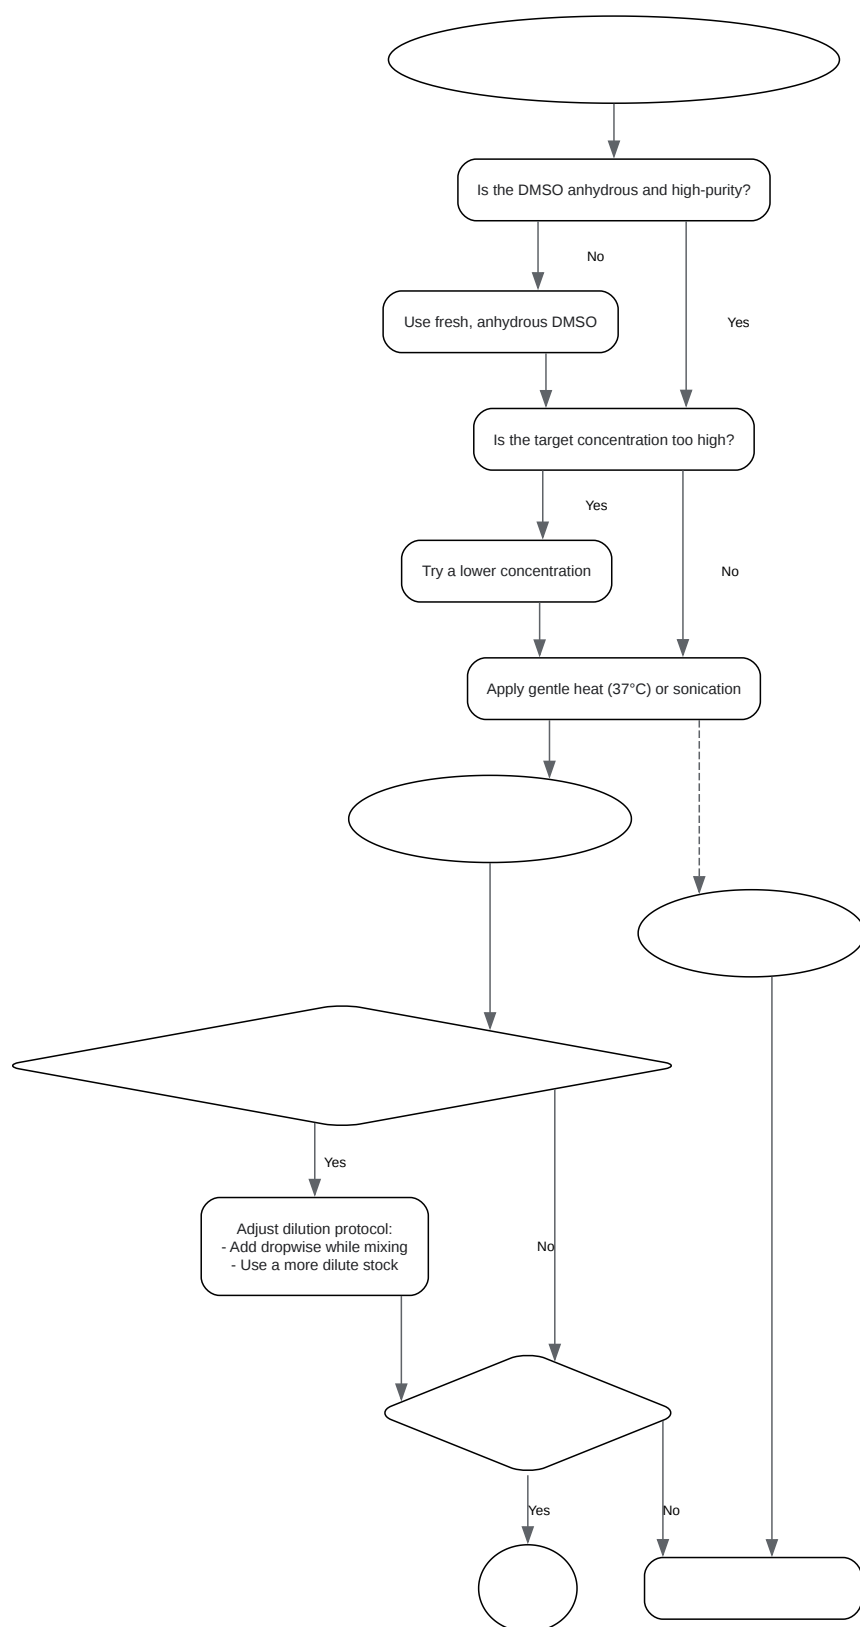 Is the DMSO anhydrous and high-purity?
No
Use fresh, anhydrous DMSO
Yes
Is the target concentration too high?
Yes
Try a lower concentration
No
Apply gentle heat (37°C) or sonication
Yes
Adjust dilution protocol:
- Add dropwise while mixing
- Use a more dilute stock
No
Yes
No